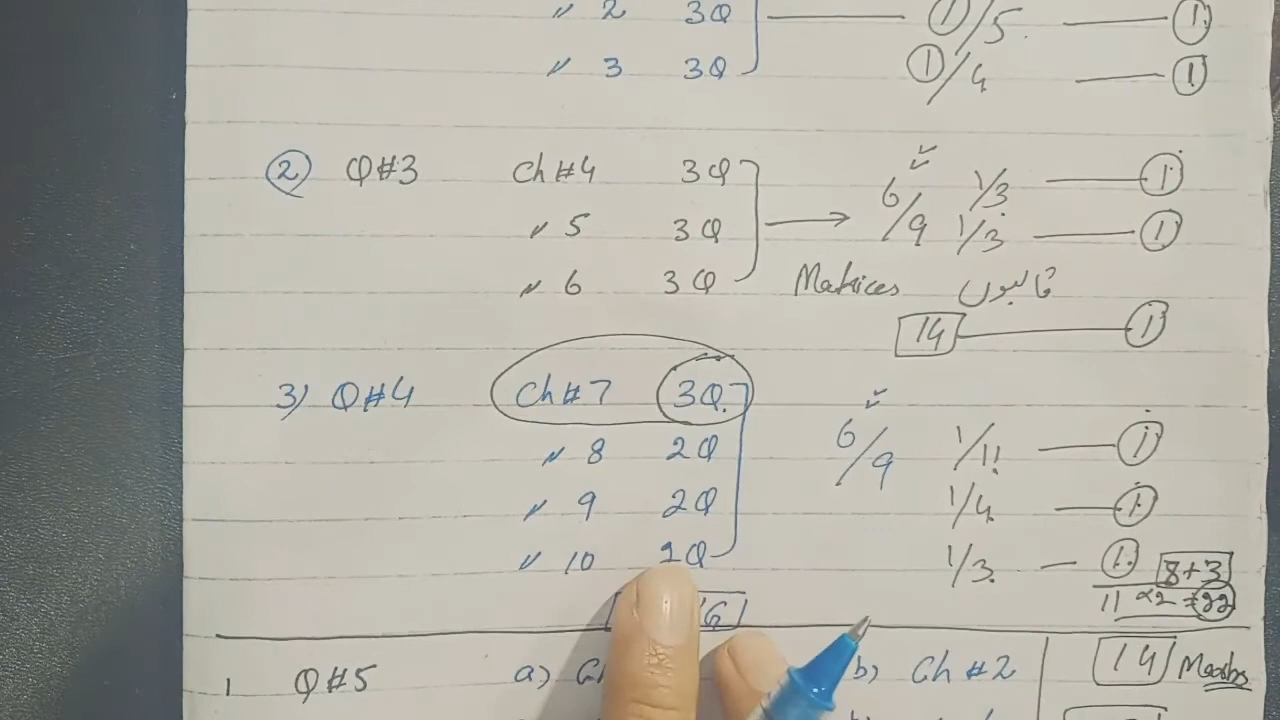 〃 2 3Q ①/5. ①
〃 3 3Q ①/4 ①
② Q#3 Ch#4 3Q 6/9 1/3 ①
〃 5 3Q 1/3 ①
〃 6 3Q Matrices قالبوں
14 ①
3) Q#4 Ch#7 3Q. 6/9 1/11 ①
〃 8 2Q 1/4 ①
〃 9 2Q 1/3. ① 8+3
〃 10 2Q 11 ×2 = 22
1 Q#5 a) b) Ch #2 14 Marks